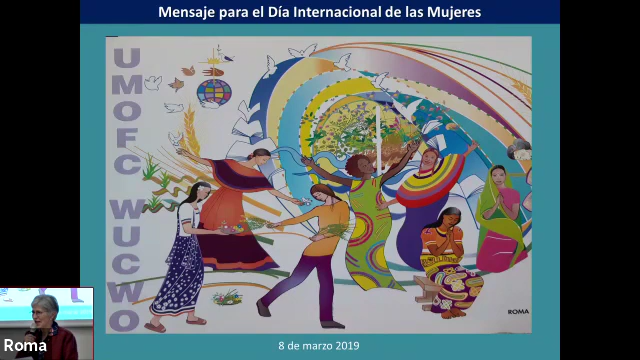 Mensaje para el Día Internacional de las Mujeres
UMOFC
WUCWO
ROMA
8 de marzo 2019
Roma